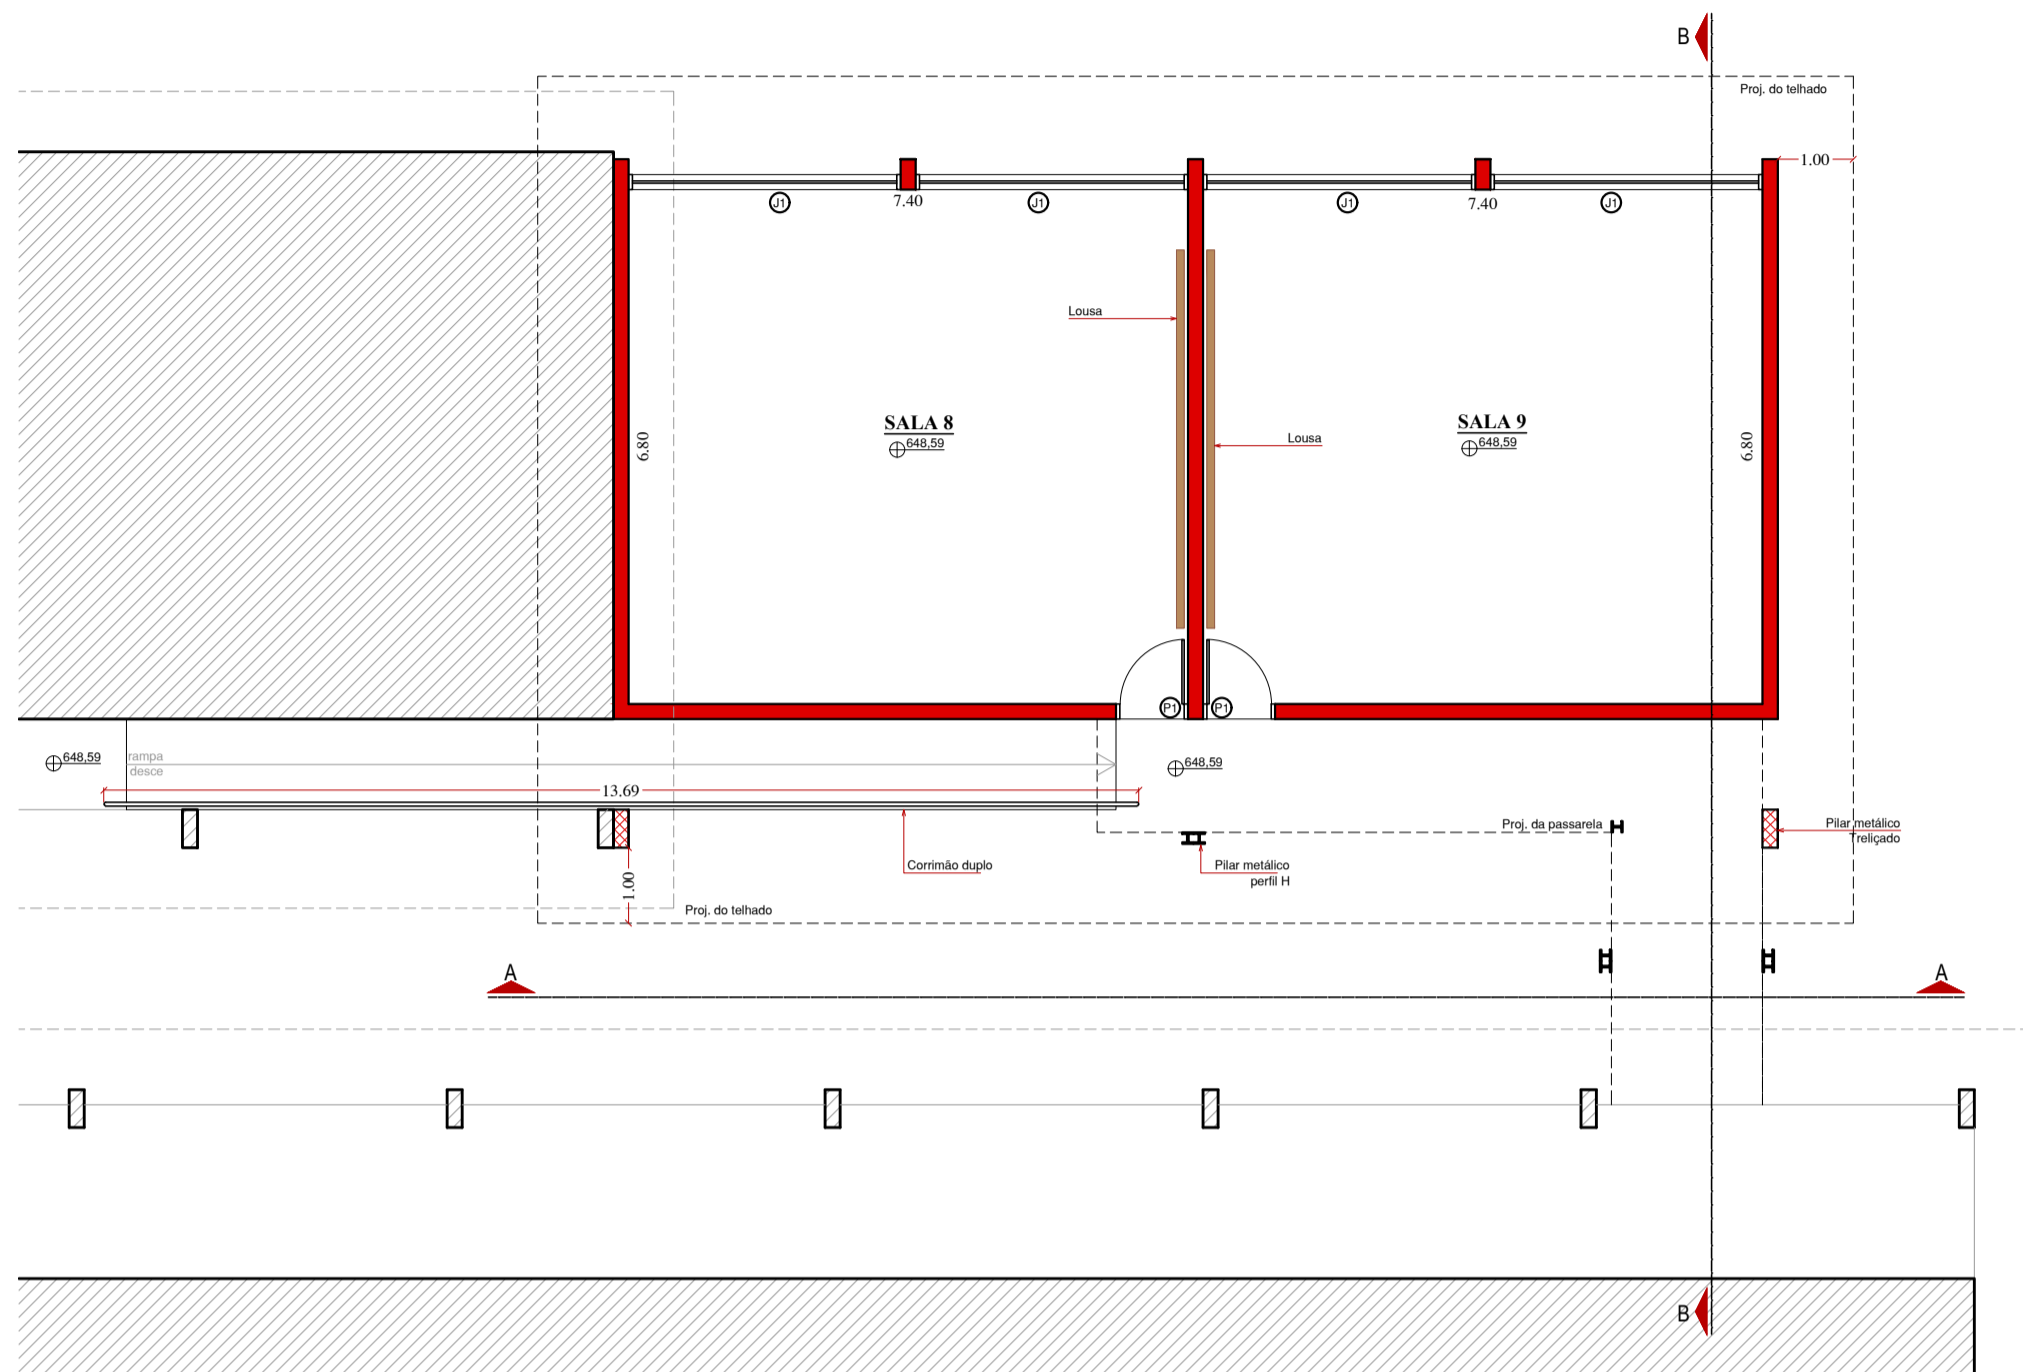 B
Proj. do telhado
1.00
J1
7.40
J1
J1
7.40
J1
Lousa
SALA 8
648,59
6.80
Lousa
SALA 9
648,59
6.80
P1
P1
648,59
rampa
desce
648,59
13.69
Proj. da passarela
Pilar metálico
Treliçado
Corrimão duplo
Pilar metálico
perfil H
1.00
Proj. do telhado
A
A
B